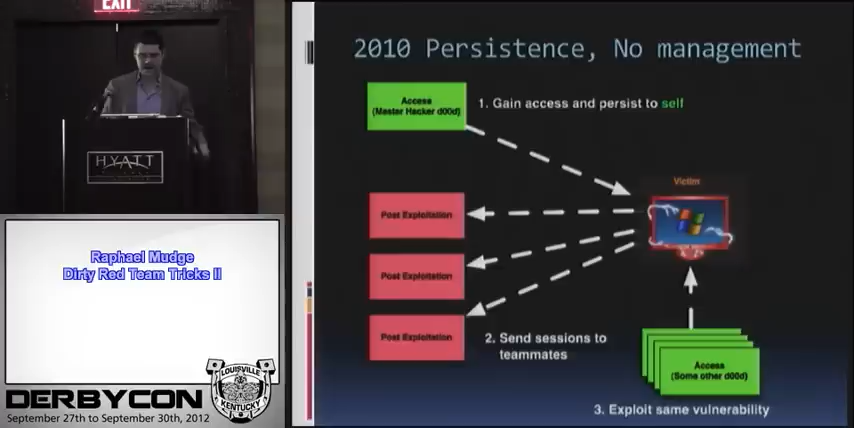 EXIT
HYATT
Raphael Mudge
Dirty Red Team Tricks II
LOUISVILLE
KENTUCKY
DERBYCON
September 27th to September 30th, 2012
2010 Persistence, No management
Access
(Master Hacker d00d)
1. Gain access and persist to self
Victim
Post Exploitation
Post Exploitation
Post Exploitation
2. Send sessions to
teammates
Access
(Some other d00d)
3. Exploit same vulnerability